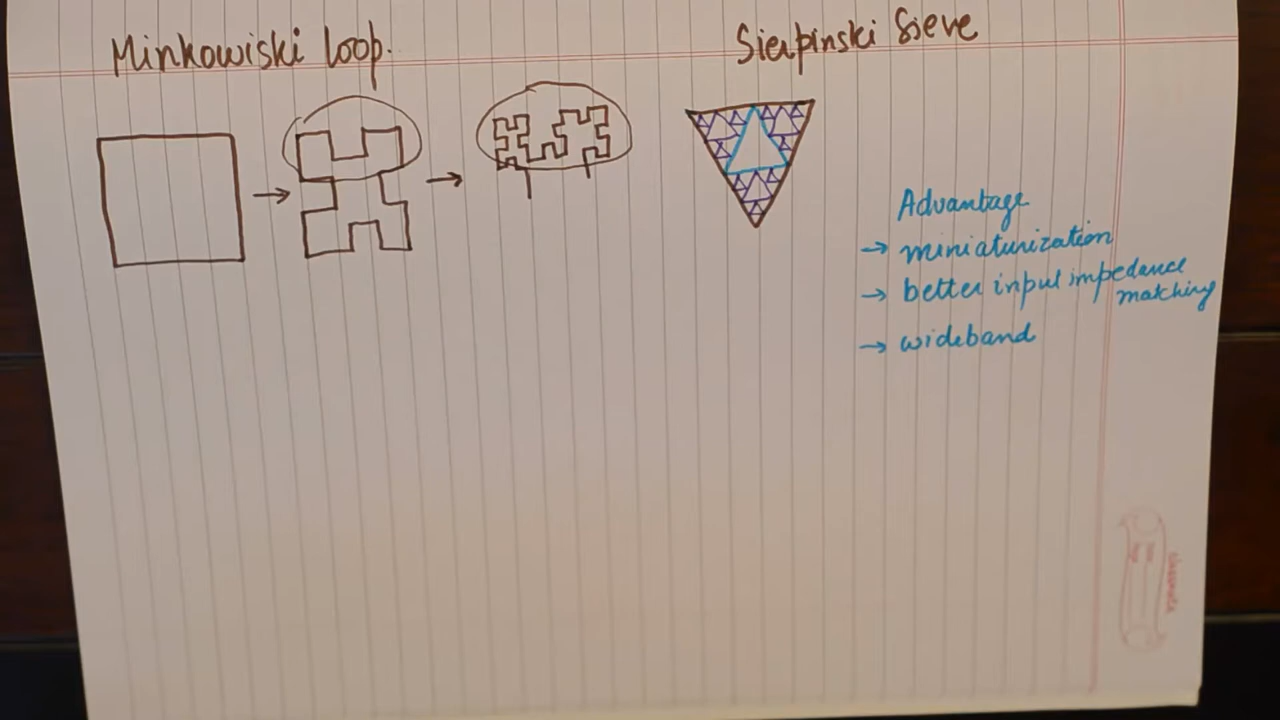 Minkowiski loop.
Sierpinski Sieve
Advantage
→ miniaturization
→ better input impedance
matching
→ wideband